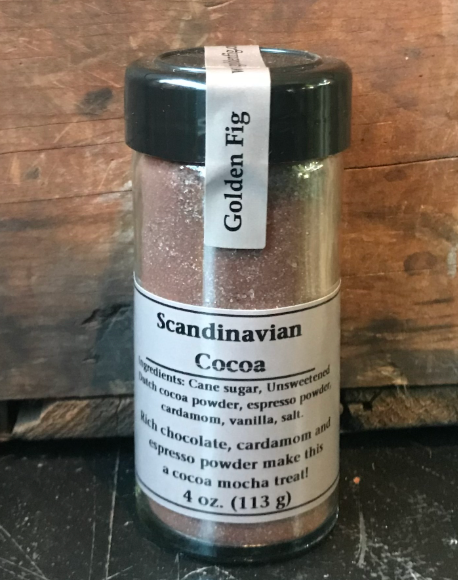 Golden Fig
Scandinavian
Cocoa
Ingredients: Cane sugar, Unsweetened
Dutch cocoa powder, espresso powder,
cardamom, vanilla, salt.
Rich chocolate, cardamom and
espresso powder make this
a cocoa mocha treat!
4 oz. (113 g)